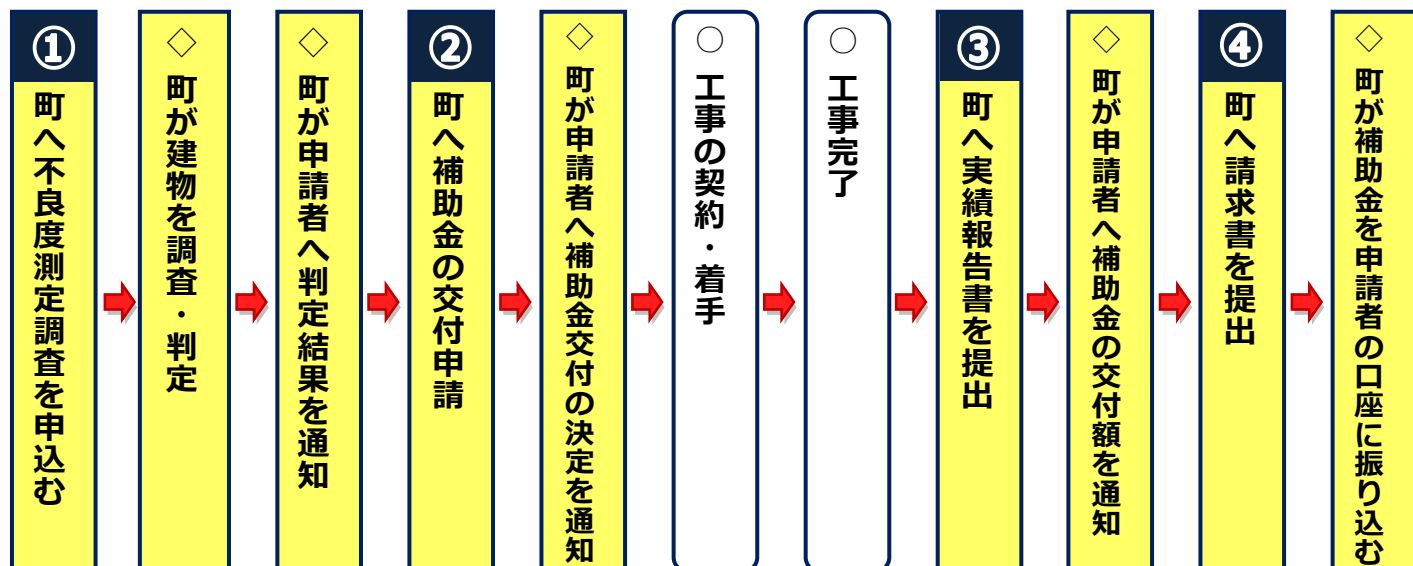 ①
町へ不良度測定調査を申込む
◇ 町が建物を調査・判定
◇ 町が申請者へ判定結果を通知
②
町へ補助金の交付申請
◇ 町が申請者へ補助金交付の決定を通知
○ 工事の契約・着手
○ 工事完了
③
町へ実績報告書を提出
◇ 町が申請者へ補助金の交付額を通知
④
町へ請求書を提出
◇ 町が補助金を申請者の口座に振り込む